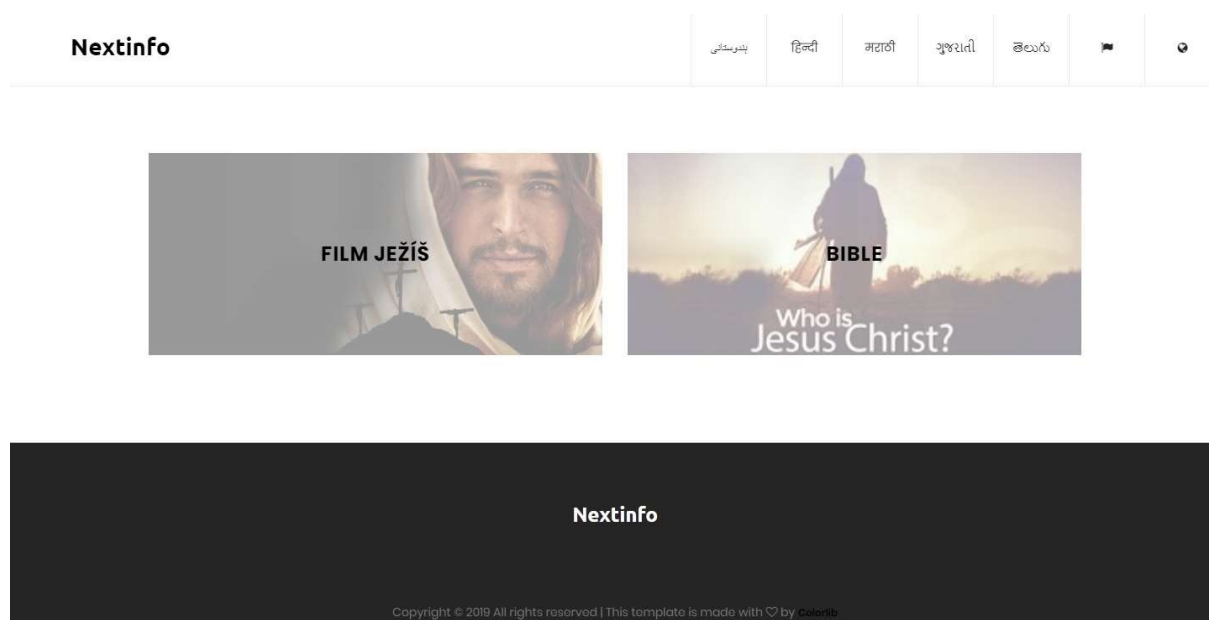 Nextinfo
ہندوستانی
हिन्दी
मराठी
ગુજરાતી
తెలుగు
FILM JEŽÍŠ
BIBLE
Who is
Jesus Christ?
Nextinfo
Copyright © 2019 All rights reserved | This template is made with ♡ by Colorlib